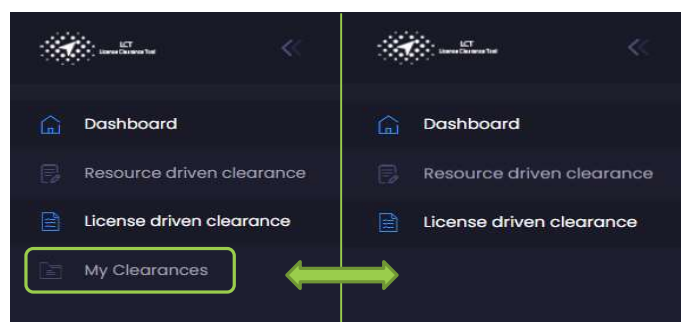 LCT
License Clearance Tool
Dashboard
Resource driven clearance
License driven clearance
My Clearances
LCT
License Clearance Tool
Dashboard
Resource driven clearance
License driven clearance